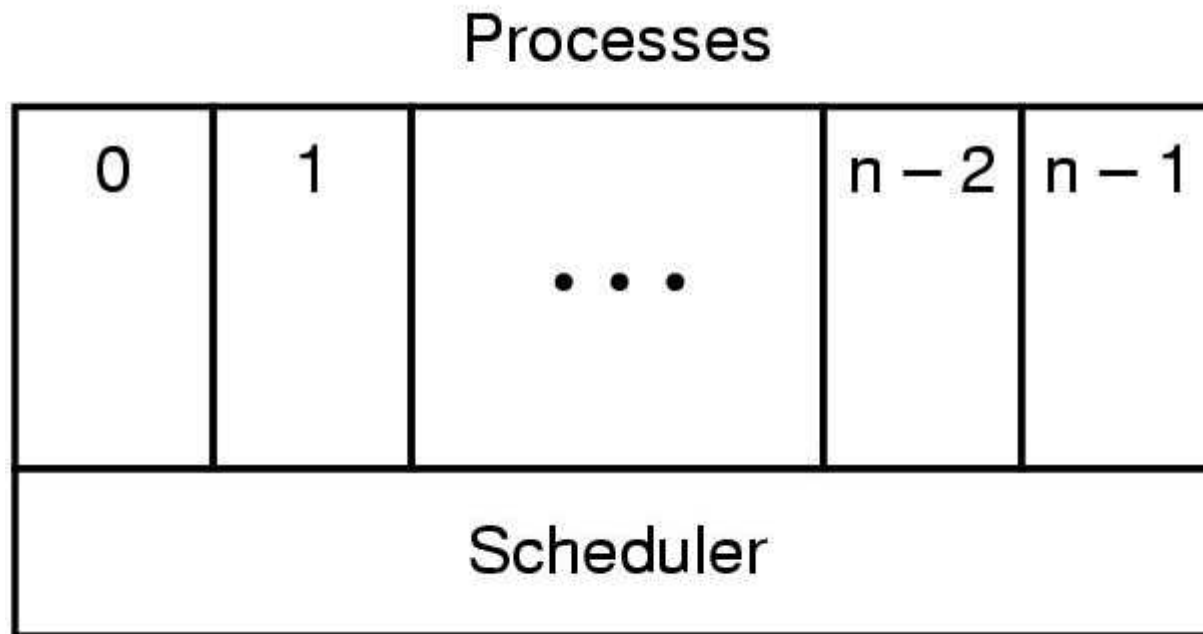 Processes
0 1 • • • n – 2 n – 1
Scheduler